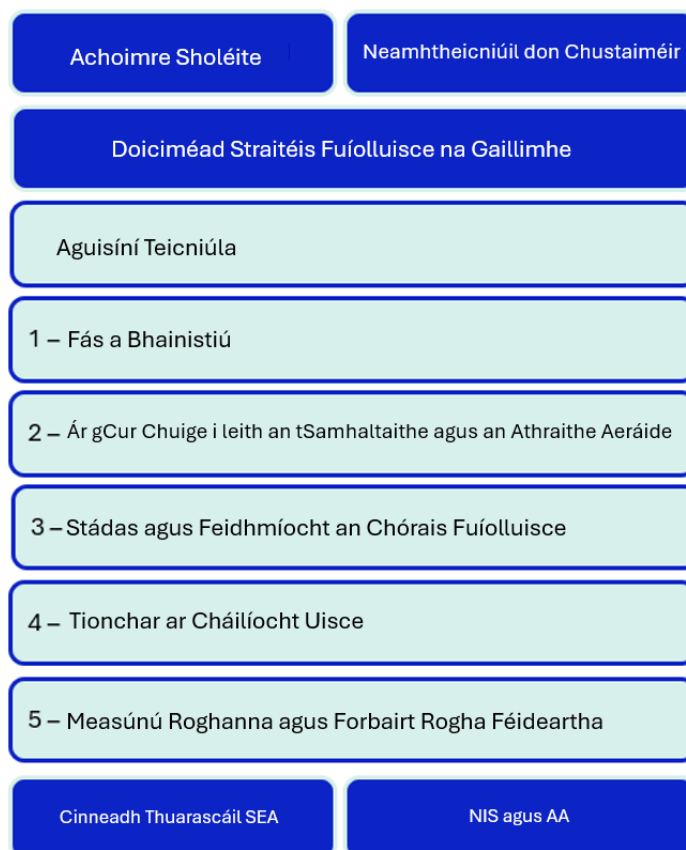 Achoimre Sholéite
Neamhtheicniúil don Chustaiméir
Doiciméad Straitéis Fuíolluisce na Gaillimhe
Aguisíní Teicniúla
1 – Fás a Bhainistiú
2 – Ár gCur Chuige i leith an tSamhaltaithe agus an Athraithe Aeráide
3 – Stádas agus Feidhmíocht an Chórais Fuíolluisce
4 – Tionchar ar Cháilíocht Uisce
5 – Measúnú Roghanna agus Forbairt Rogha Féideartha
Cinneadh Thuarascáil SEA
NIS agus AA